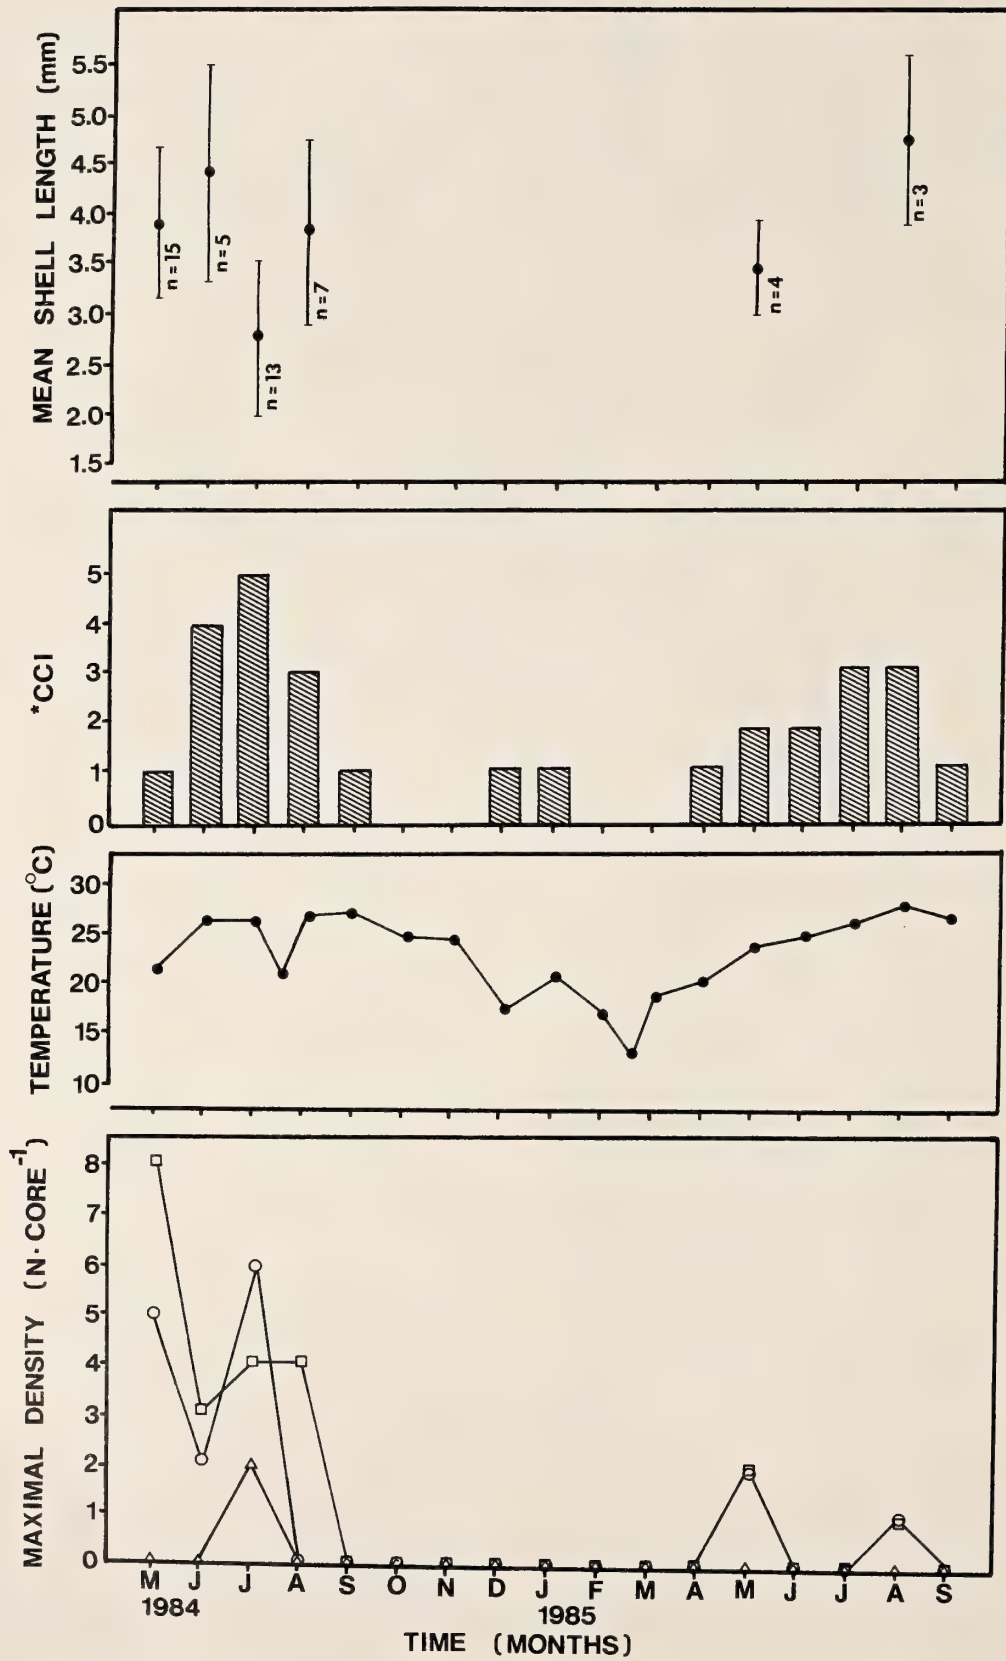 MEAN SHELL LENGTH (mm)
5.5
5.0
4.5
4.0
3.5
3.0
2.5
2.0
1.5
n=15
n=5
n=13
n=7
n=4
n=3
*CCI
5
4
3
2
1
0
TEMPERATURE (°C)
30
25
20
15
10
MAXIMAL DENSITY (N·CORE⁻¹)
8
7
6
5
4
3
2
1
0
M J J A S O N D J F M A M J J A S
1984 1985
TIME (MONTHS)